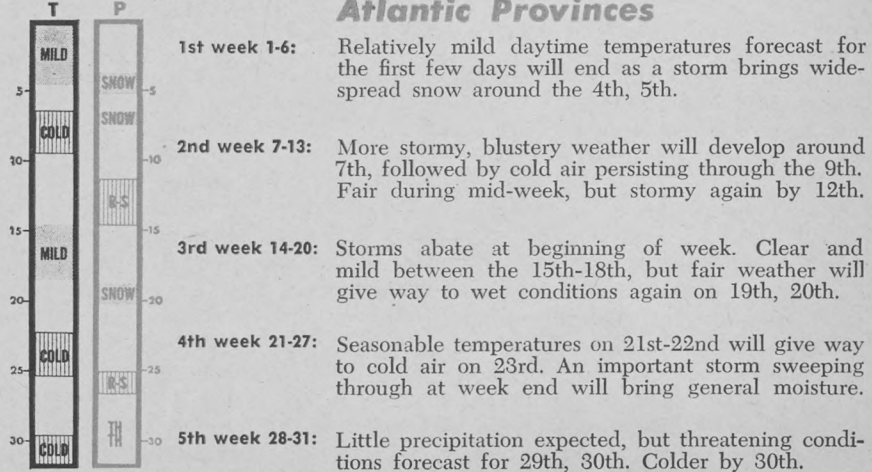 Atlantic Provinces
T P
MILD
SNOW
5 5
SNOW
COLD
10 10
R-S
15 15
MILD
SNOW
20 20
COLD
25 25
R-S
TH
TH
30 30
COLD
1st week 1-6: Relatively mild daytime temperatures forecast for
the first few days will end as a storm brings wide-
spread snow around the 4th, 5th.
2nd week 7-13: More stormy, blustery weather will develop around
7th, followed by cold air persisting through the 9th.
Fair during mid-week, but stormy again by 12th.
3rd week 14-20: Storms abate at beginning of week. Clear and
mild between the 15th-18th, but fair weather will
give way to wet conditions again on 19th, 20th.
4th week 21-27: Seasonable temperatures on 21st-22nd will give way
to cold air on 23rd. An important storm sweeping
through at week end will bring general moisture.
5th week 28-31: Little precipitation expected, but threatening condi-
tions forecast for 29th, 30th. Colder by 30th.